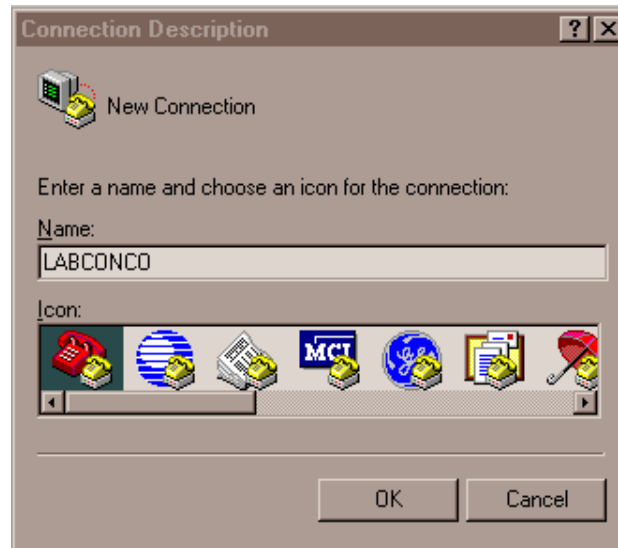 Connection Description
New Connection
Enter a name and choose an icon for the connection:
Name:
LABCONCO
Icon:
MCI
OK
Cancel